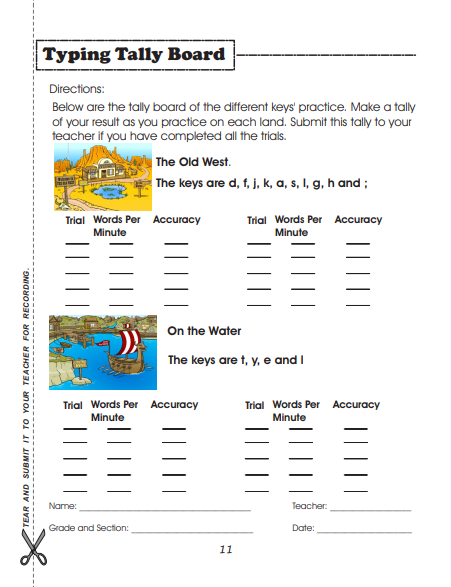 Typing Tally Board
Directions:
Below are the tally board of the different keys' practice. Make a tally
of your result as you practice on each land. Submit this tally to your
teacher if you have completed all the trials.
The Old West.
The keys are d, f, j, k, a, s, l, g, h and ;
Trial Words Per Minute Accuracy Trial Words Per Minute Accuracy
On the Water
The keys are t, y, e and I
Trial Words Per Minute Accuracy Trial Words Per Minute Accuracy
Name: Teacher:
Grade and Section: Date:
11
TEAR AND SUBMIT IT TO YOUR TEACHER FOR RECORDING.